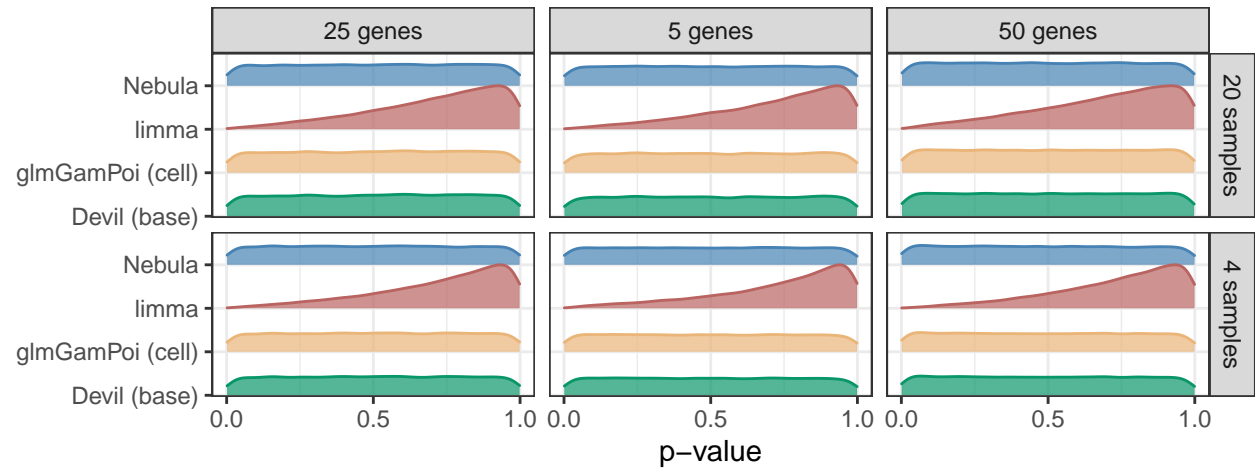 25 genes
5 genes
50 genes
Nebula
limma
glmGamPoi (cell)
Devil (base)
20 samples
Nebula
limma
glmGamPoi (cell)
Devil (base)
4 samples
0.0 0.5 1.0
0.0 0.5 1.0
0.0 0.5 1.0
p−value